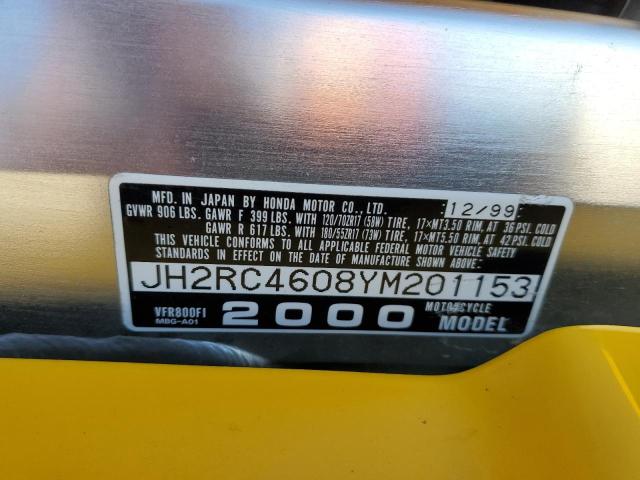 MFD. IN JAPAN BY HONDA MOTOR CO., LTD. 12/99
GVWR 906 LBS. GAWR F 399 LBS. WITH 120/70ZR17 (58W) TIRE, 17×MT3.50 RIM, AT 36 PSI. COLD
GAWR R 617 LBS. WITH 180/55ZR17 (73W) TIRE, 17×MT5.50 RIM, AT 42 PSI. COLD
THIS VEHICLE CONFORMS TO ALL APPLICABLE FEDERAL MOTOR VEHICLE SAFETY
STANDARDS IN EFFECT ON THE DATE OF MANUFACTURE SHOWN ABOVE.
JH2RC4608YM201153
VFR800FI 2000 MOTORCYCLE
MBG-A01 MODEL